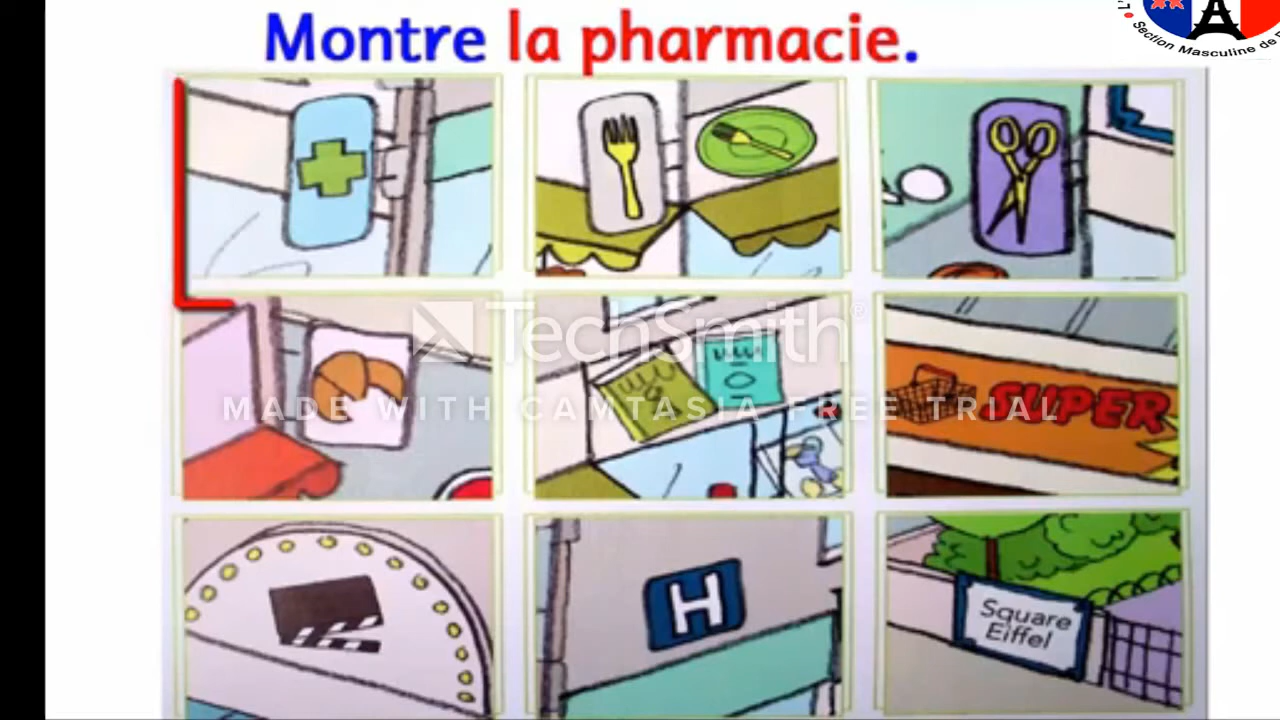 Montre la pharmacie.
Section Masculine de
TechSmith®
MADE WITH CAMTASIA FREE TRIAL
SUPER
H
Square
Eiffel